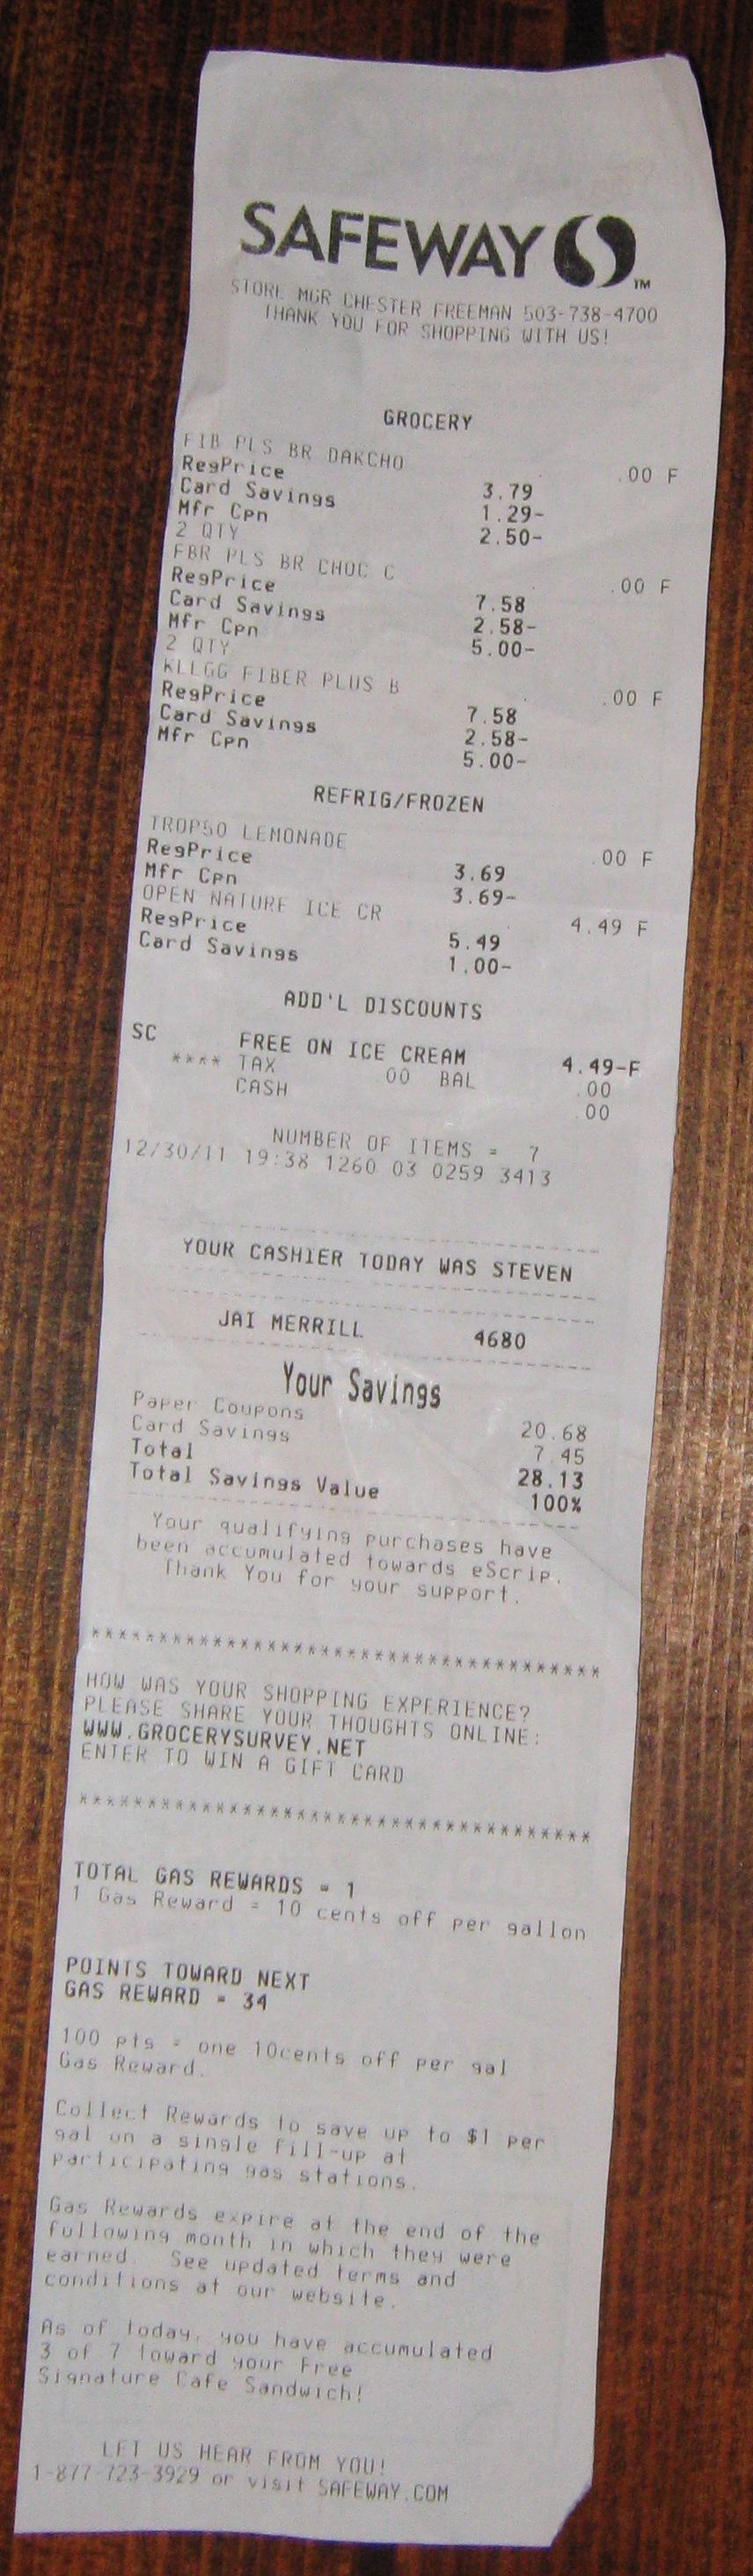 SAFEWAY
TM
STORE MGR CHESTER FREEMAN 503-738-4700
THANK YOU FOR SHOPPING WITH US!
GROCERY
FIB PLS BR DAKCHO .00 F
RegPrice 3.79
Card Savings 1.29-
Mfr Cpn 2.50-
2 QTY
FBR PLS BR CHOC C .00 F
RegPrice 7.58
Card Savings 2.58-
Mfr Cpn 5.00-
2 QTY
KLLGG FIBER PLUS B .00 F
RegPrice 7.58
Card Savings 2.58-
Mfr Cpn 5.00-
REFRIG/FROZEN
TROP50 LEMONADE .00 F
RegPrice 3.69
Mfr Cpn 3.69-
OPEN NATURE ICE CR 4.49 F
RegPrice 5.49
Card Savings 1.00-
ADD'L DISCOUNTS
SC FREE ON ICE CREAM 4.49-F
**** TAX 00 BAL .00
CASH .00
NUMBER OF ITEMS = 7
12/30/11 19:38 1260 03 0259 3413
YOUR CASHIER TODAY WAS STEVEN
JAI MERRILL 4680
Your Savings
Paper Coupons 20.68
Card Savings 7.45
Total 28.13
Total Savings Value 100%
Your qualifying purchases have
been accumulated towards eScrip.
Thank You for your support.
**************************************
HOW WAS YOUR SHOPPING EXPERIENCE?
PLEASE SHARE YOUR THOUGHTS ONLINE:
WWW.GROCERYSURVEY.NET
ENTER TO WIN A GIFT CARD
**************************************
TOTAL GAS REWARDS = 1
1 Gas Reward = 10 cents off per gallon
POINTS TOWARD NEXT
GAS REWARD = 34
100 pts = one 10cents off per gal
Gas Reward.
Collect Rewards to save up to $1 per
gal on a single fill-up at
participating gas stations.
Gas Rewards expire at the end of the
following month in which they were
earned. See updated terms and
conditions at our website.
As of today, you have accumulated
3 of 7 toward your Free
Signature Cafe Sandwich!
LET US HEAR FROM YOU!
1-877-723-3929 or visit SAFEWAY.COM